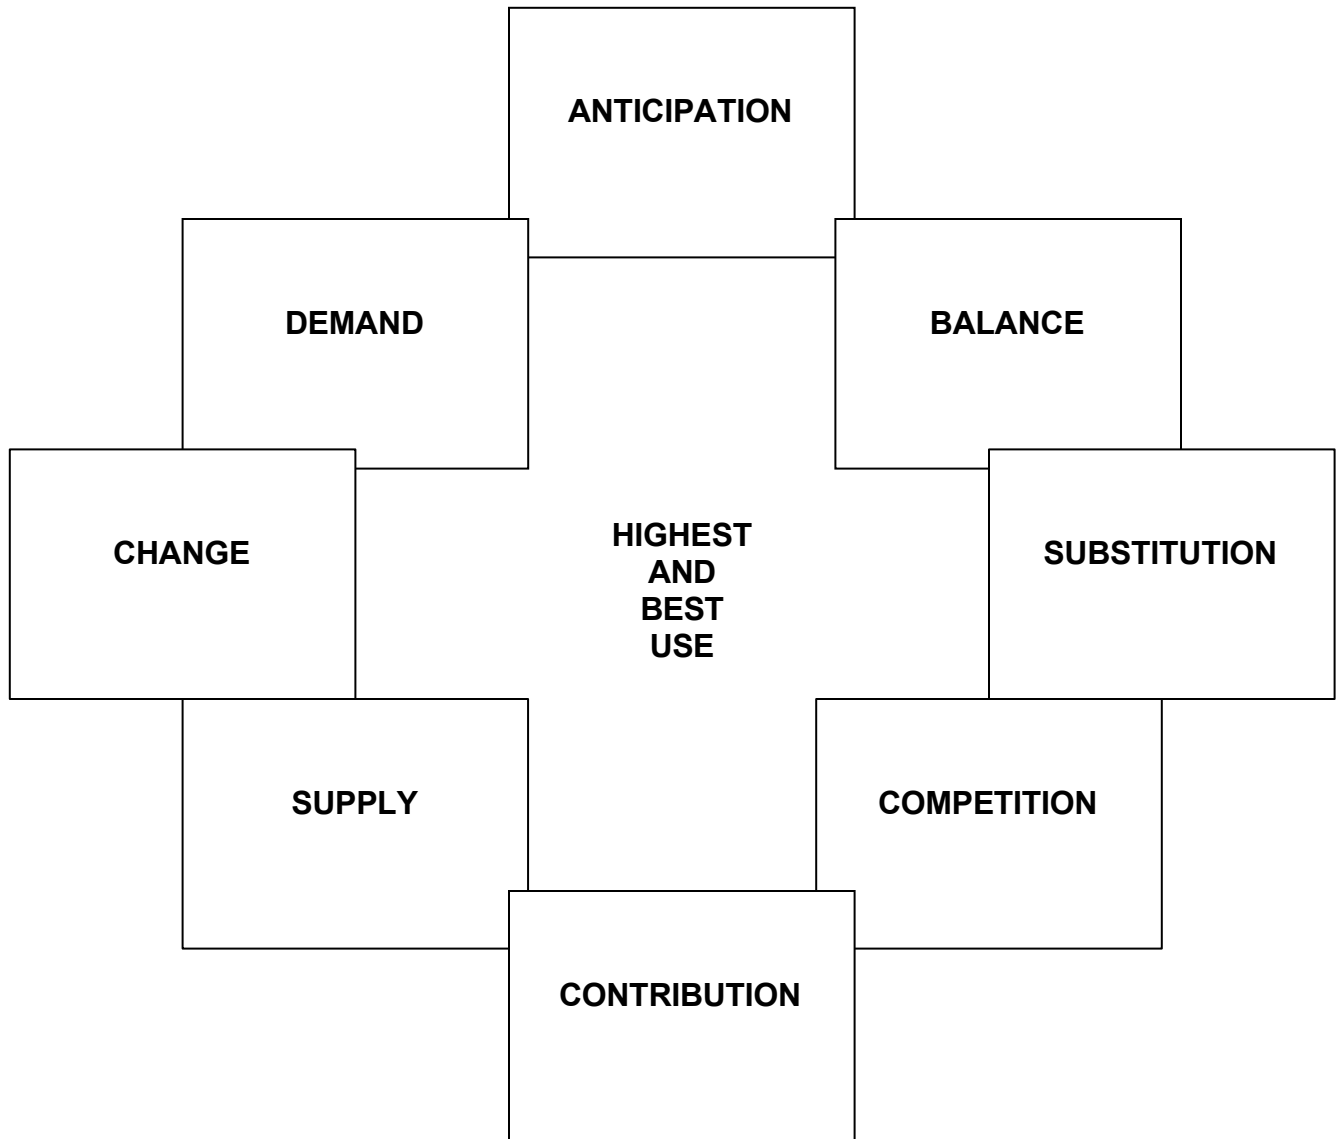 ANTICIPATION
DEMAND
BALANCE
CHANGE
HIGHEST
AND
BEST
USE
SUBSTITUTION
SUPPLY
COMPETITION
CONTRIBUTION